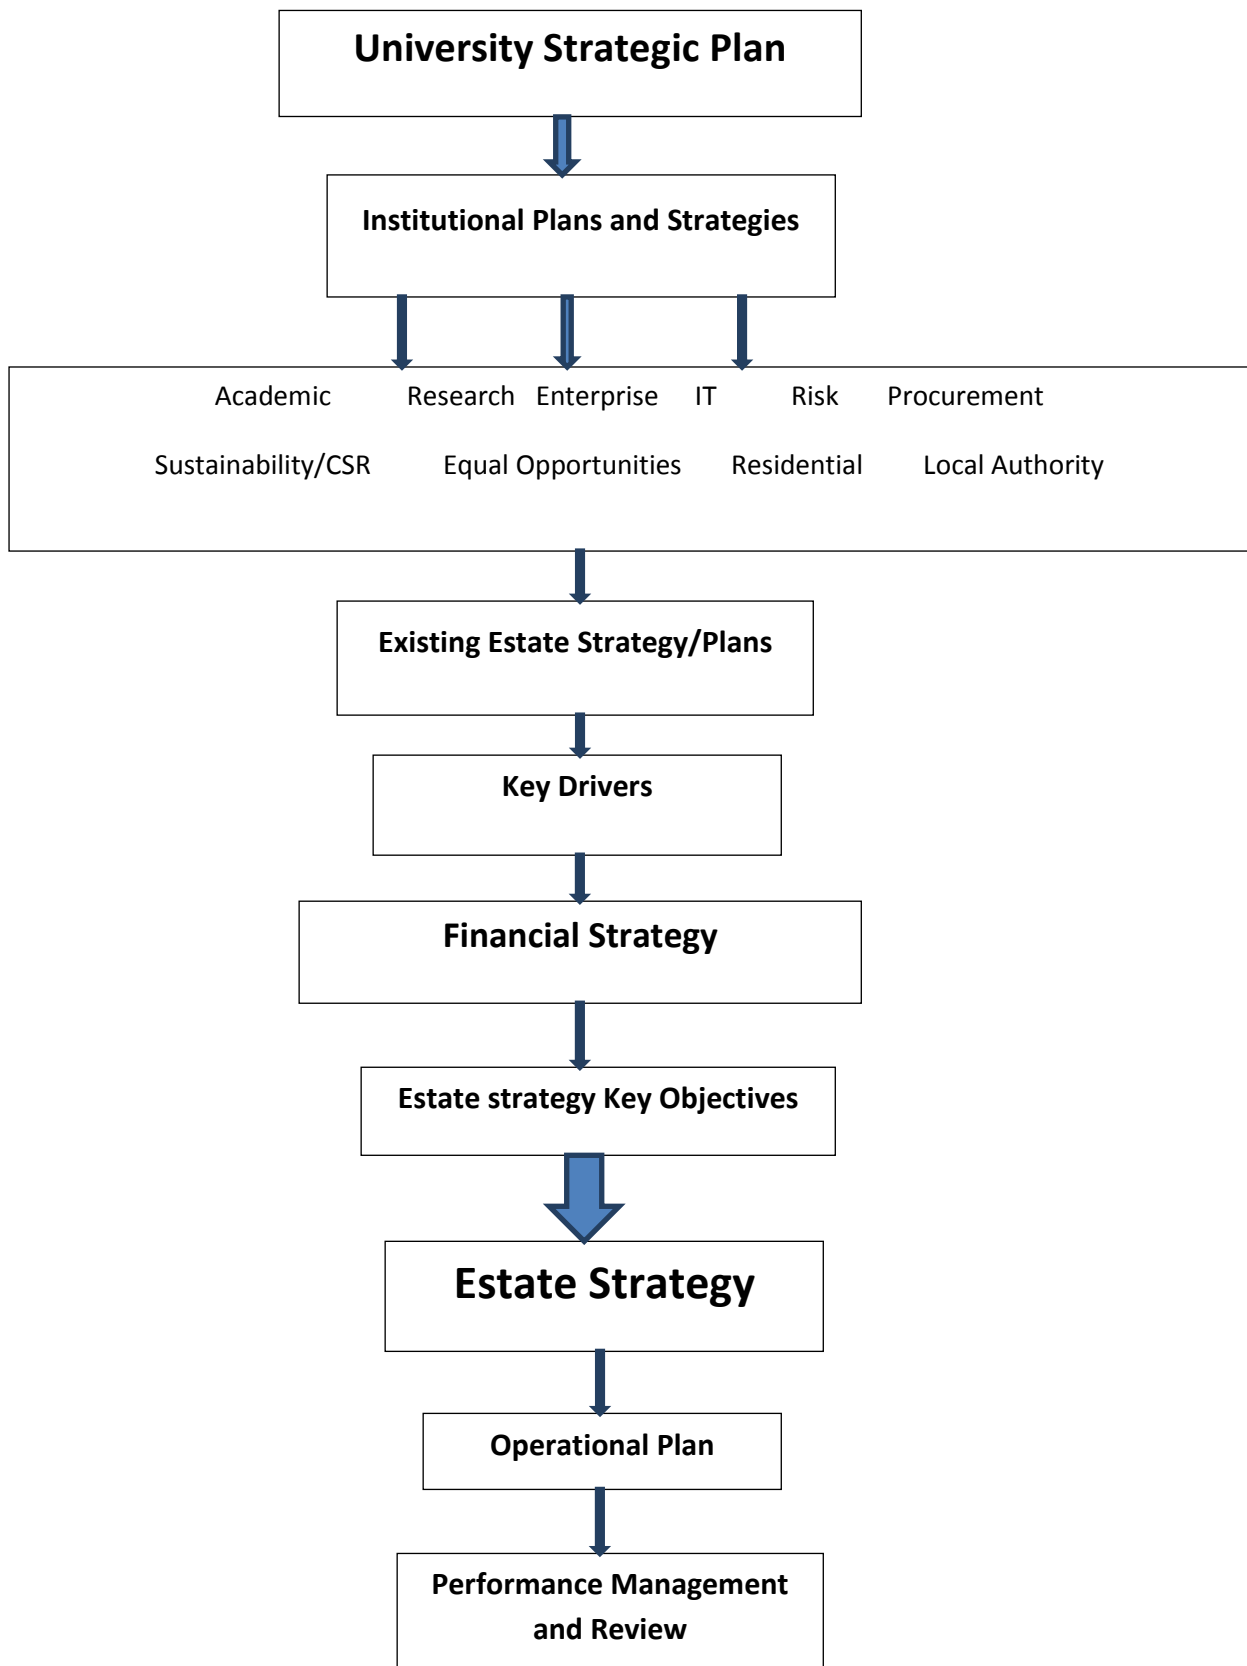 University Strategic Plan
Institutional Plans and Strategies
Academic Research Enterprise IT Risk Procurement
Sustainability/CSR Equal Opportunities Residential Local Authority
Existing Estate Strategy/Plans
Key Drivers
Financial Strategy
Estate strategy Key Objectives
Estate Strategy
Operational Plan
Performance Management
and Review